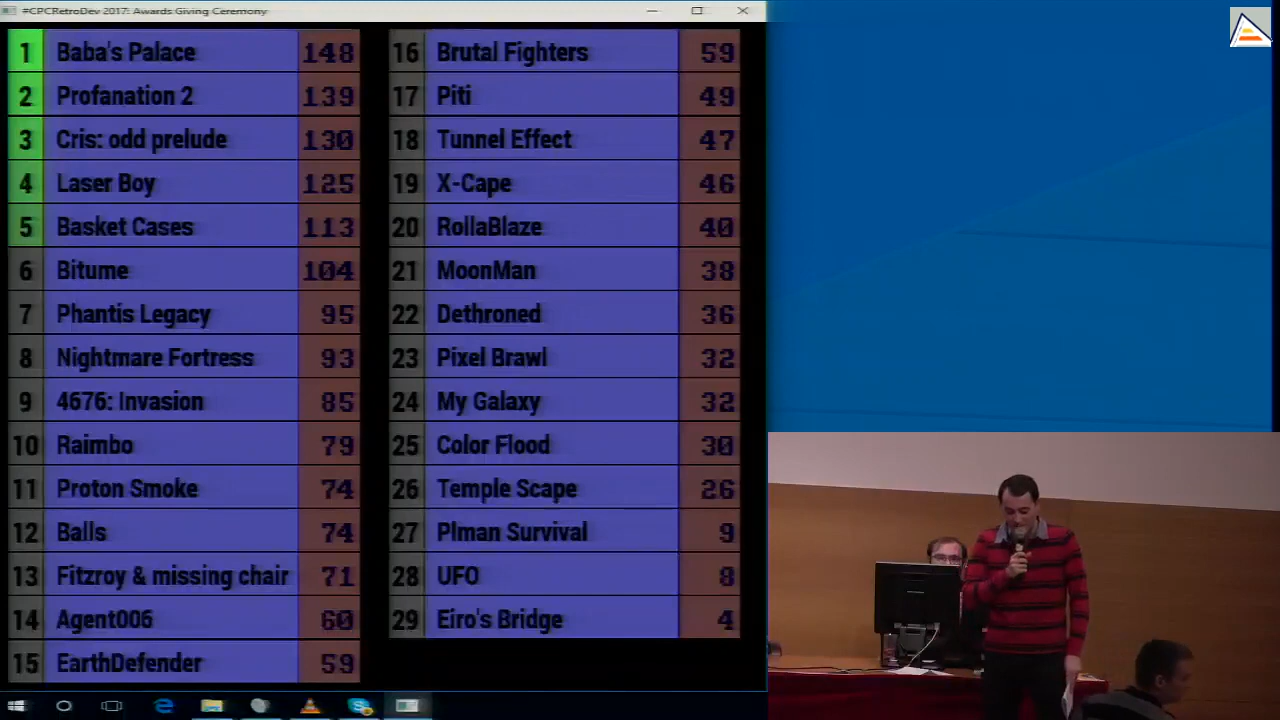 #CPCRetroDev 2017: Awards Giving Ceremony
1 Baba's Palace 148
2 Profanation 2 139
3 Cris: odd prelude 130
4 Laser Boy 125
5 Basket Cases 113
6 Bitume 104
7 Phantis Legacy 95
8 Nightmare Fortress 93
9 4676: Invasion 85
10 Raimbo 79
11 Proton Smoke 74
12 Balls 74
13 Fitzroy & missing chair 71
14 Agent006 60
15 EarthDefender 59
16 Brutal Fighters 59
17 Piti 49
18 Tunnel Effect 47
19 X-Cape 46
20 RollaBlaze 40
21 MoonMan 38
22 Dethroned 36
23 Pixel Brawl 32
24 My Galaxy 32
25 Color Flood 30
26 Temple Scape 26
27 Plman Survival 9
28 UFO 8
29 Eiro's Bridge 4